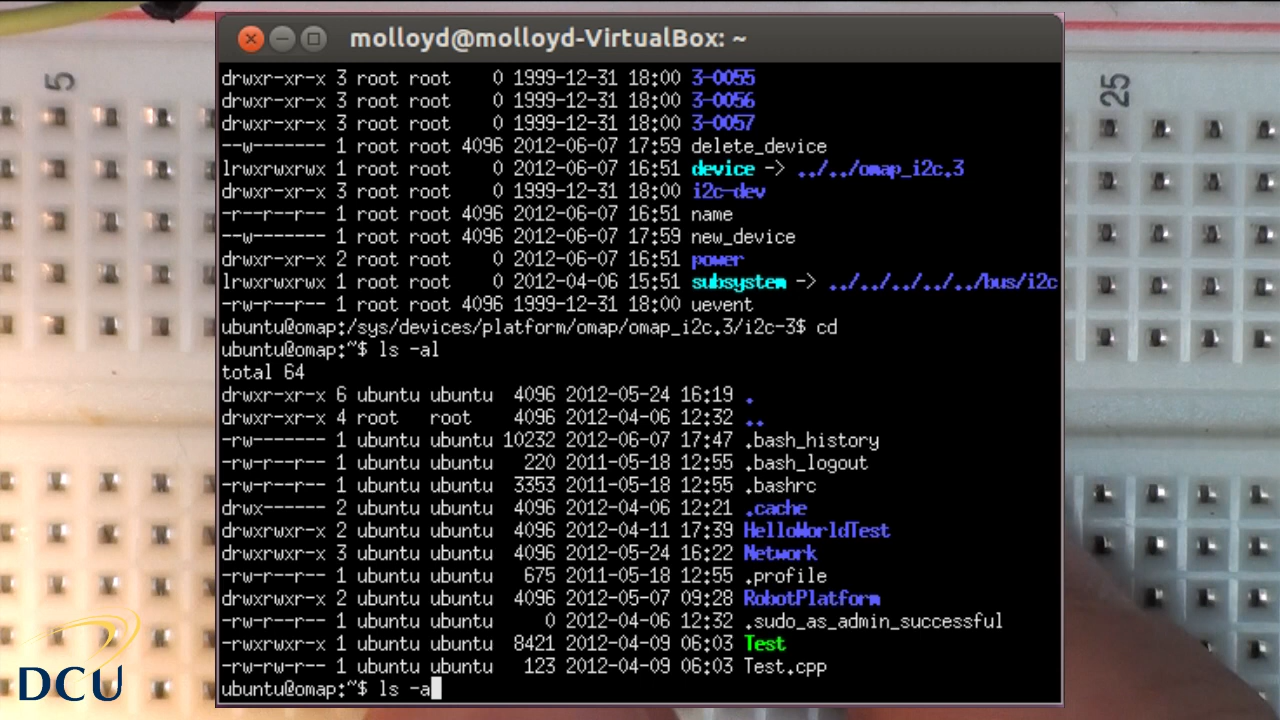 5
25
molloyd@molloyd-VirtualBox: ~
drwxr-xr-x 3 root root 0 1999-12-31 18:00 3-0055
drwxr-xr-x 3 root root 0 1999-12-31 18:00 3-0056
drwxr-xr-x 3 root root 0 1999-12-31 18:00 3-0057
--w------- 1 root root 4096 2012-06-07 17:59 delete_device
lrwxrwxrwx 1 root root 0 2012-06-07 16:51 device -> ../../omap_i2c.3
drwxr-xr-x 3 root root 0 1999-12-31 18:00 i2c-dev
-r--r--r-- 1 root root 4096 2012-06-07 16:51 name
--w------- 1 root root 4096 2012-06-07 17:59 new_device
drwxr-xr-x 2 root root 0 2012-06-07 16:51 power
lrwxrwxrwx 1 root root 0 2012-04-06 15:51 subsystem -> ../../../../../bus/i2c
-rw-r--r-- 1 root root 4096 1999-12-31 18:00 uevent
ubuntu@omap:/sys/devices/platform/omap/omap_i2c.3/i2c-3$ cd
ubuntu@omap:~$ ls -al
total 64
drwxr-xr-x 6 ubuntu ubuntu 4096 2012-05-24 16:19 .
drwxr-xr-x 4 root root 4096 2012-04-06 12:32 ..
-rw------- 1 ubuntu ubuntu 10232 2012-06-07 17:47 .bash_history
-rw-r--r-- 1 ubuntu ubuntu 220 2011-05-18 12:55 .bash_logout
-rw-r--r-- 1 ubuntu ubuntu 3353 2011-05-18 12:55 .bashrc
drwx------ 2 ubuntu ubuntu 4096 2012-04-06 12:21 .cache
drwxrwxr-x 2 ubuntu ubuntu 4096 2012-04-11 17:39 HelloWorldTest
drwxrwxr-x 3 ubuntu ubuntu 4096 2012-05-24 16:22 Network
-rw-r--r-- 1 ubuntu ubuntu 675 2011-05-18 12:55 .profile
drwxrwxr-x 2 ubuntu ubuntu 4096 2012-05-07 09:28 RobotPlatform
-rw-r--r-- 1 ubuntu ubuntu 0 2012-04-06 12:32 .sudo_as_admin_successful
-rwxrwxr-x 1 ubuntu ubuntu 8421 2012-04-09 06:03 Test
-rw-rw-r-- 1 ubuntu ubuntu 123 2012-04-09 06:03 Test.cpp
ubuntu@omap:~$ ls -a
DCU